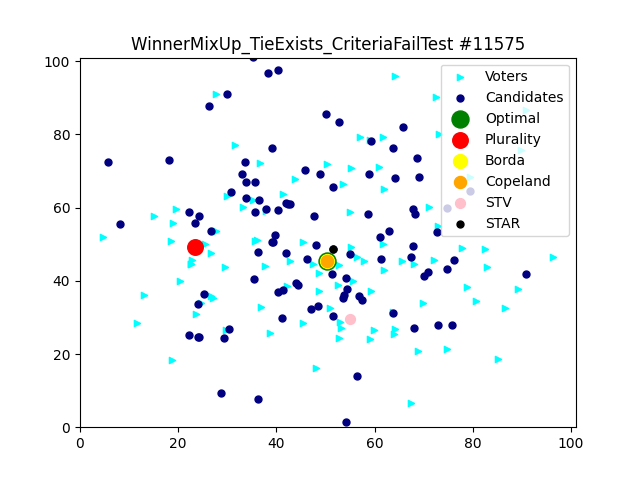 WinnerMixUp_TieExists_CriteriaFailTest #11575
100
80
60
40
20
0
0
20
40
60
80
100
Voters
Candidates
Optimal
Plurality
Borda
Copeland
STV
STAR